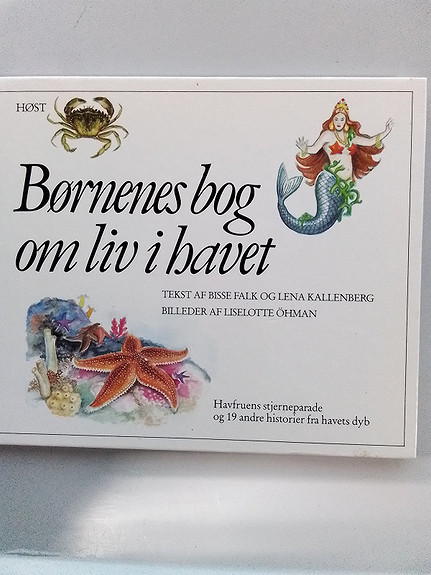 HØST
Børnenes bog
om liv i havet
TEKST AF BISSE FALK OG LENA KALLENBERG
BILLEDER AF LISELOTTE ÖHMAN
Havfruens stjerneparade
og 19 andre historier fra havets dyb